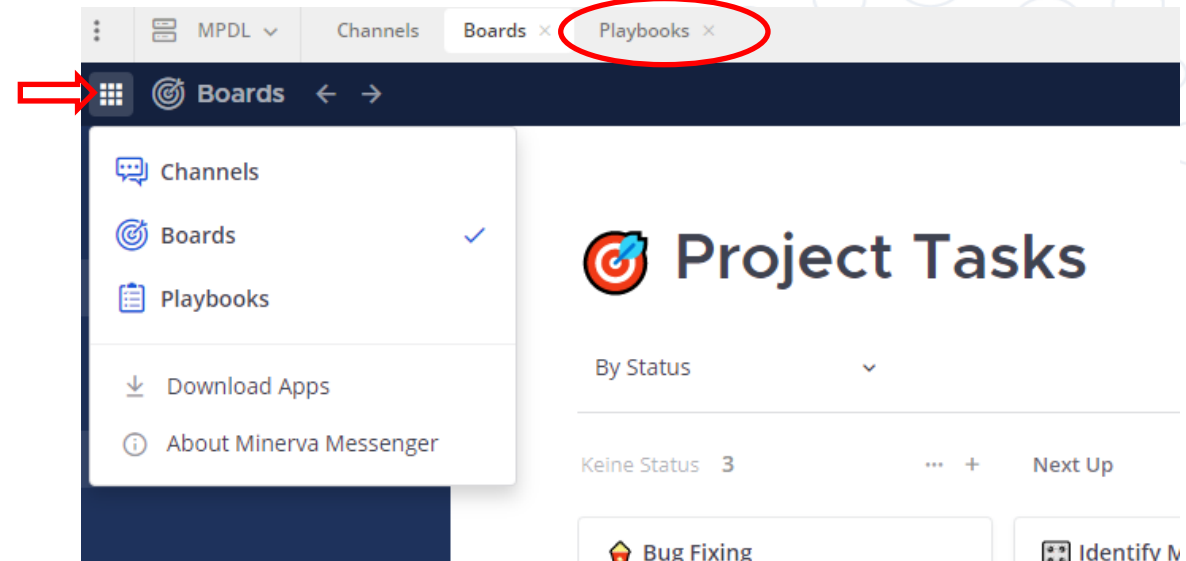 MPDL Channels Boards Playbooks
Boards
Channels
Boards
Playbooks
Download Apps
About Minerva Messenger
Project Tasks
By Status
Keine Status 3 Next Up
Bug Fixing Identify M